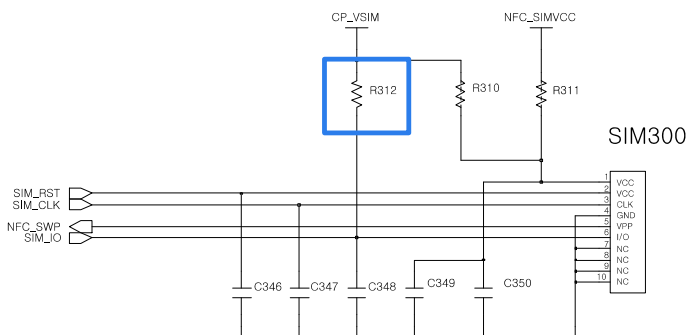 CP_VSIM
NFC_SIMVCC
R312
R310
R311
SIM300
SIM_RST
SIM_CLK
NFC_SWP
SIM_IO
1 VCC
2 VCC
3 CLK
4 GND
5 VPP
6 I/O
7 NC
8 NC
9 NC
10 NC
C346
C347
C348
C349
C350